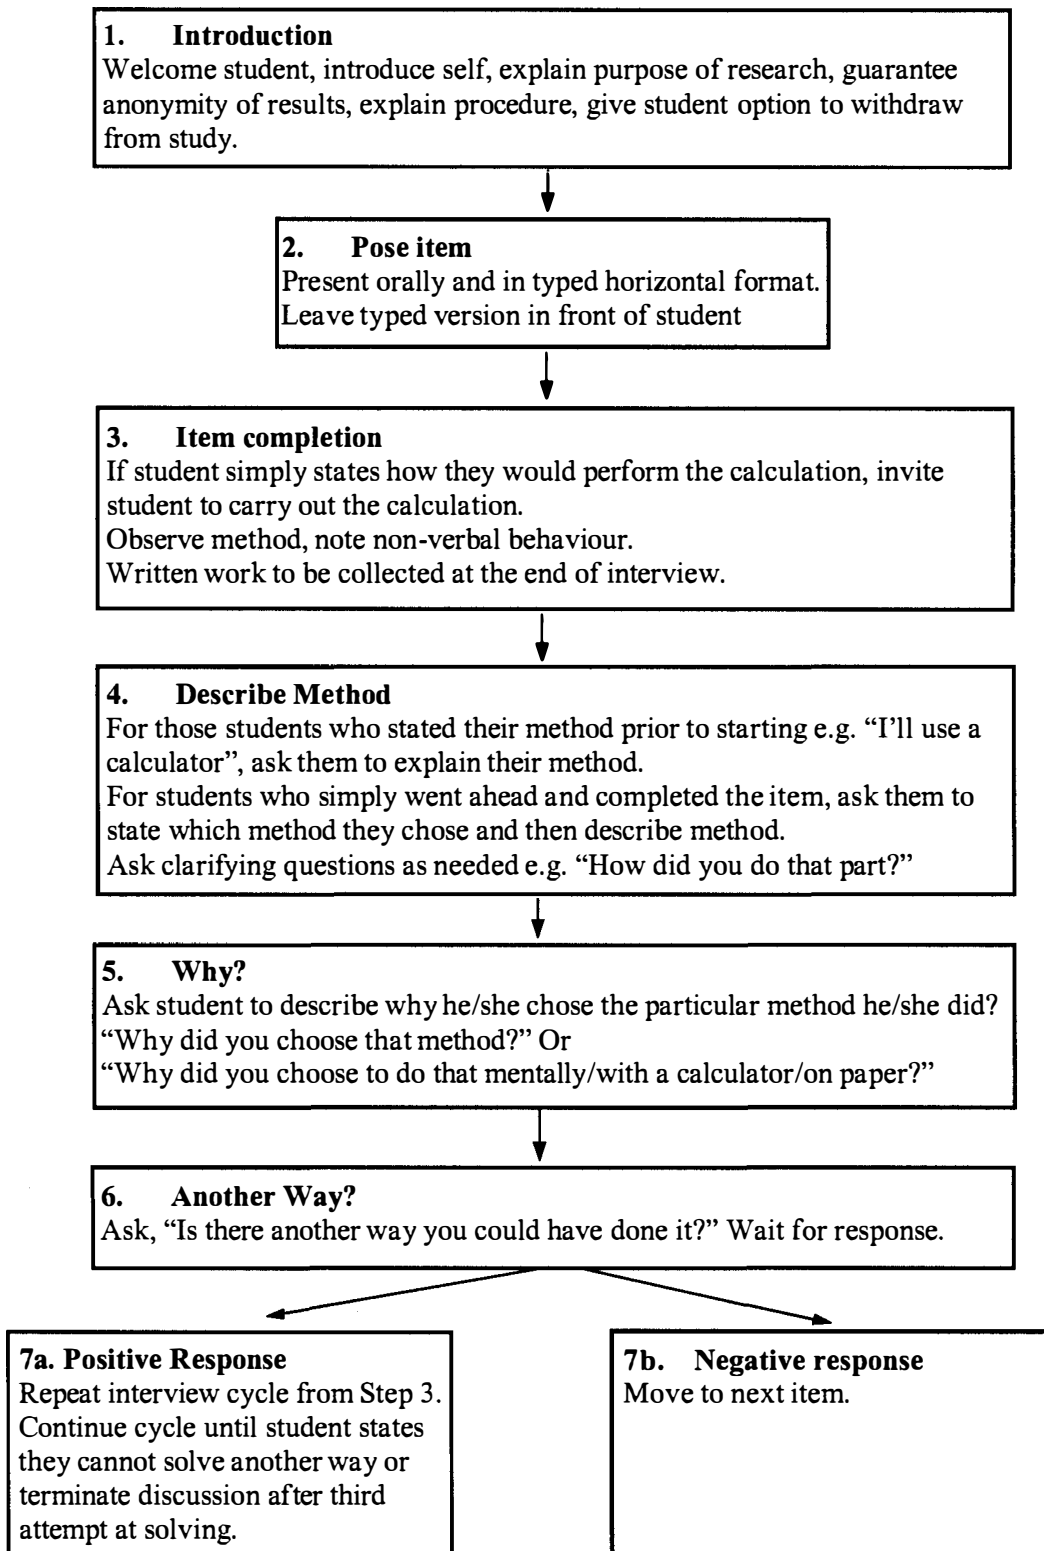 1. Introduction
Welcome student, introduce self, explain purpose of research, guarantee
anonymity of results, explain procedure, give student option to withdraw
from study.
2. Pose item
Present orally and in typed horizontal format.
Leave typed version in front of student
3. Item completion
If student simply states how they would perform the calculation, invite
student to carry out the calculation.
Observe method, note non-verbal behaviour.
Written work to be collected at the end of interview.
4. Describe Method
For those students who stated their method prior to starting e.g. “I’ll use a
calculator”, ask them to explain their method.
For students who simply went ahead and completed the item, ask them to
state which method they chose and then describe method.
Ask clarifying questions as needed e.g. “How did you do that part?”
5. Why?
Ask student to describe why he/she chose the particular method he/she did?
“Why did you choose that method?” Or
“Why did you choose to do that mentally/with a calculator/on paper?”
6. Another Way?
Ask, “Is there another way you could have done it?” Wait for response.
7a. Positive Response
Repeat interview cycle from Step 3.
Continue cycle until student states
they cannot solve another way or
terminate discussion after third
attempt at solving.
7b. Negative response
Move to next item.